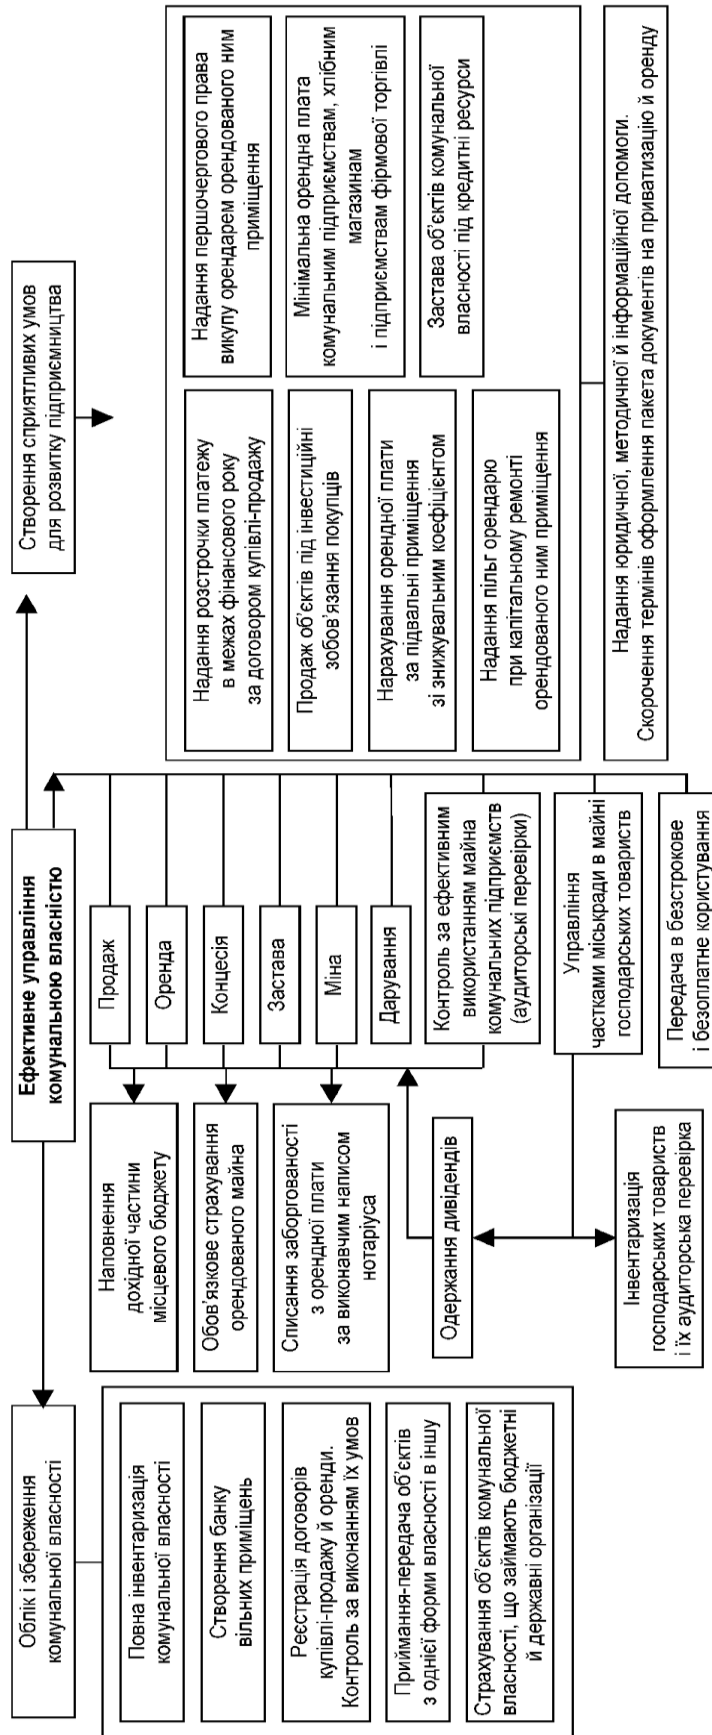 Ефективне управління
комунальною власністю
Облік і збереження
комунальної власності
Повна інвентаризація
комунальної власності
Створення банку
вільних приміщень
Реєстрація договорів
купівлі-продажу й оренди.
Контроль за виконанням їх умов
Приймання-передача об’єктів
з однієї форми власності в іншу
Страхування об’єктів комунальної
власності, що займають бюджетні
й державні організації
Наповнення
дохідної частини
місцевого бюджету
Обов’язкове страхування
орендованого майна
Списання заборгованості
з орендної плати
за виконавчим написом
нотаріуса
Одержання дивідендів
Інвентаризація
господарських товариств
і їх аудиторська перевірка
Продаж
Оренда
Концесія
Застава
Міна
Дарування
Контроль за ефективним
використанням майна
комунальних підприємств
(аудиторські перевірки)
Управління
частками міськради в майні
господарських товариств
Передача в безстрокове
і безоплатне користування
Створення сприятливих умов
для розвитку підприємництва
Надання розстрочки платежу
в межах фінансового року
за договором купівлі-продажу
Продаж об’єктів під інвестиційні
зобов’язання покупців
Нарахування орендної плати
за підвальні приміщення
зі знижувальним коефіцієнтом
Надання пільг орендарю
при капітальному ремонті
орендованого ним приміщення
Надання першочергового права
викупу орендарем орендованого ним
приміщення
Мінімальна орендна плата
комунальним підприємствам, хлібним
магазинам
і підприємствам фірмової торгівлі
Застава об’єктів комунальної
власності під кредитні ресурси
Надання юридичної, методичної й інформаційної допомоги.
Скорочення термінів оформлення пакета документів на приватизацію й оренду